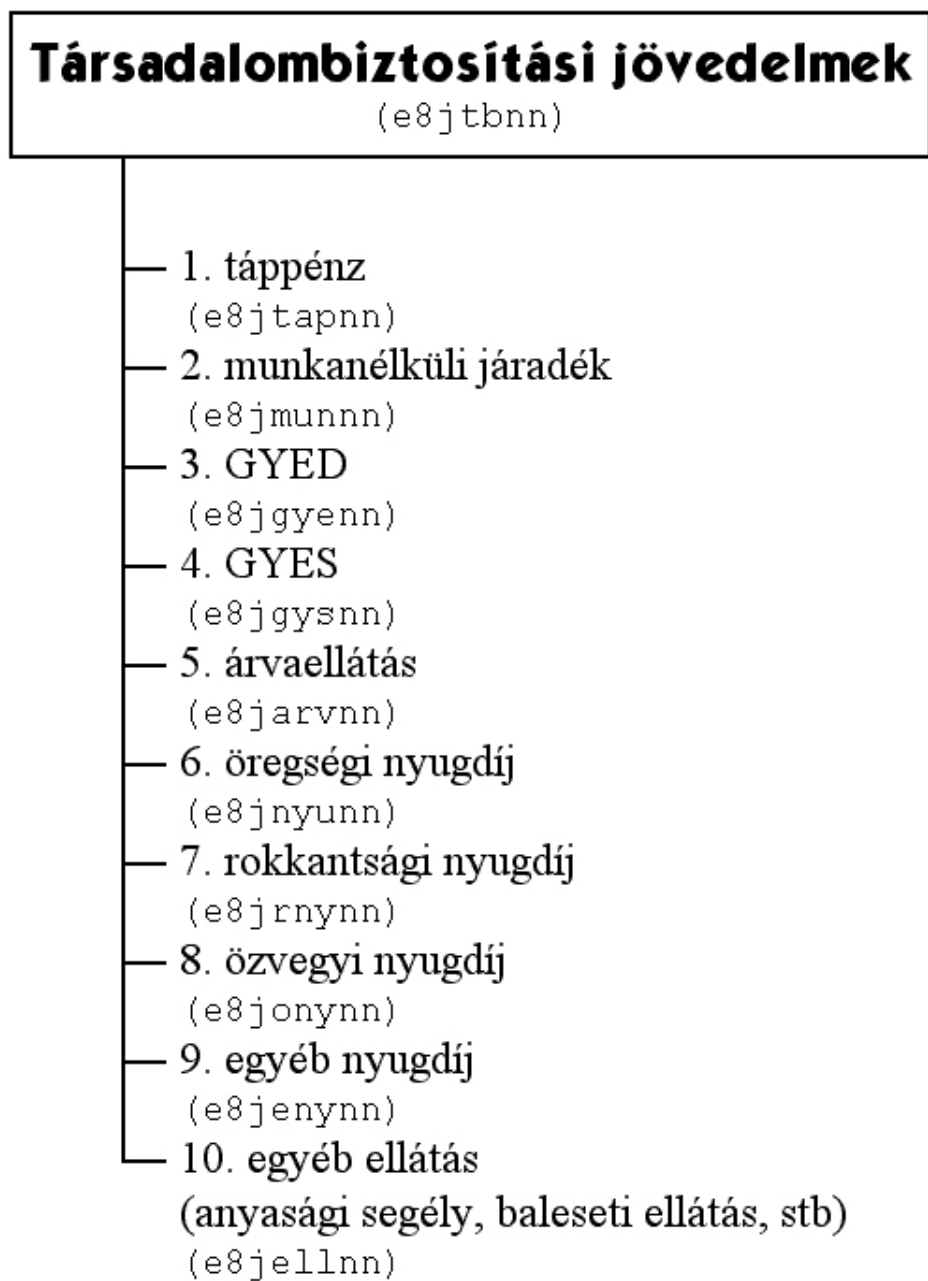 Társadalombiztosítási jövedelmek
(e8jtbnn)
1. táppénz
(e8jtapnn)
2. munkanélküli járadék
(e8jmunnn)
3. GYED
(e8jgyenn)
4. GYES
(e8jgysnn)
5. árvaellátás
(e8jarvnn)
6. öregségi nyugdíj
(e8jnyunn)
7. rokkantsági nyugdíj
(e8jrnynn)
8. özvegyi nyugdíj
(e8jonynn)
9. egyéb nyugdíj
(e8jenynn)
10. egyéb ellátás
(anyasági segély, baleseti ellátás, stb)
(e8jellnn)